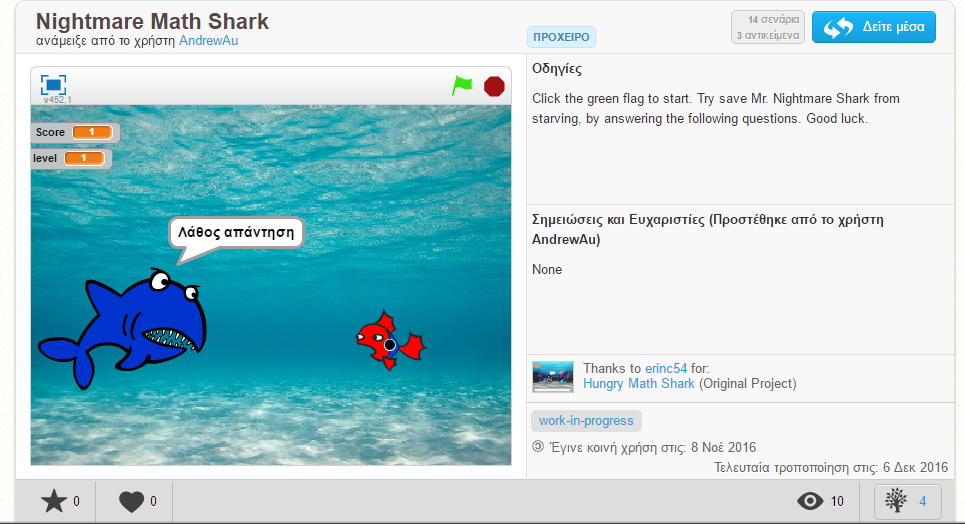 Nightmare Math Shark
ανάμειξε από το χρήστη AndrewAu
ΠΡΟΧΕΙΡΟ
14 σενάρια
3 αντικείμενα
Δείτε μέσα
v452.1
Score 1
level 1
Λάθος απάντηση
Οδηγίες
Click the green flag to start. Try save Mr. Nightmare Shark from
starving, by answering the following questions. Good luck.
Σημειώσεις και Ευχαριστίες (Προστέθηκε από το χρήστη
AndrewAu)
None
Thanks to erinc54 for:
Hungry Math Shark (Original Project)
work-in-progress
Έγινε κοινή χρήση στις: 8 Νοέ 2016
Τελευταία τροποποίηση στις: 6 Δεκ 2016
0
0
10
4